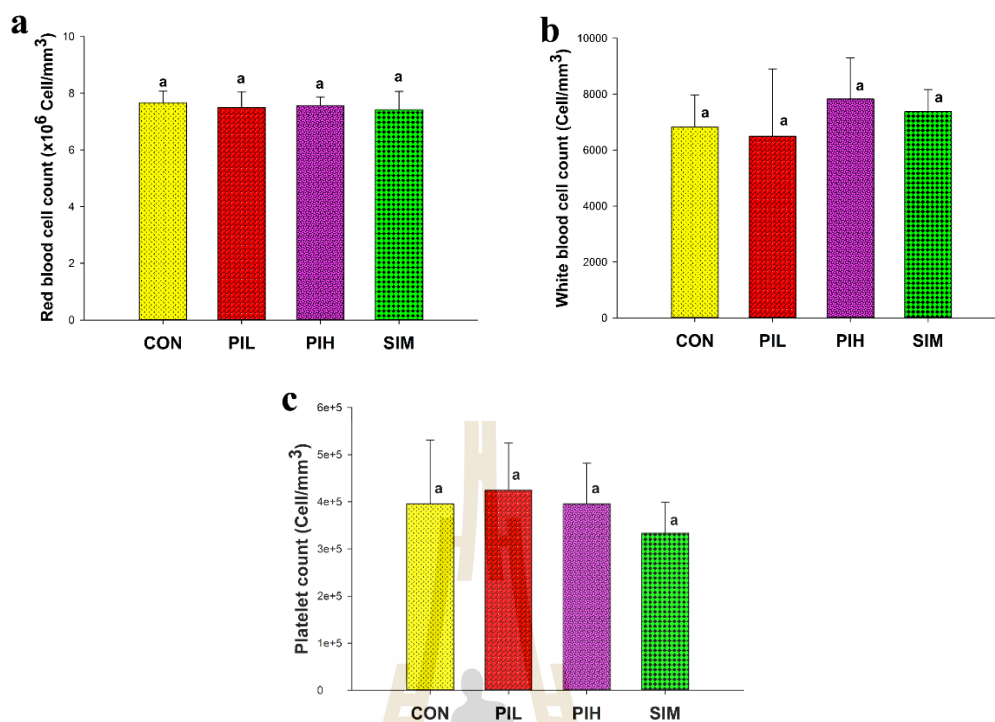 a
Red blood cell count (x10⁶ Cell/mm³)
10
8
6
4
2
0
a a a a
CON PIL PIH SIM
b
White blood cell count (Cell/mm³)
10000
8000
6000
4000
2000
0
a a a a
CON PIL PIH SIM
c
Platelet count (Cell/mm³)
6e+5
5e+5
4e+5
3e+5
2e+5
1e+5
0
a a a a
CON PIL PIH SIM